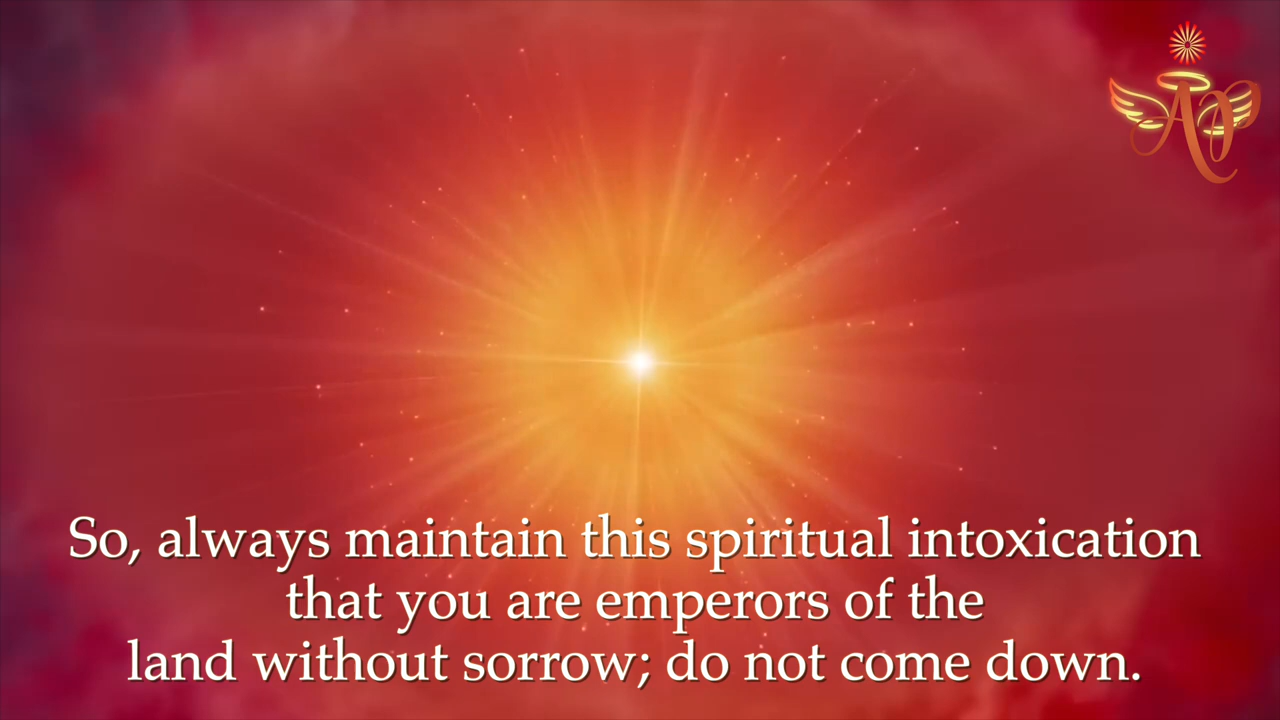 AP
So, always maintain this spiritual intoxication
that you are emperors of the
land without sorrow; do not come down.